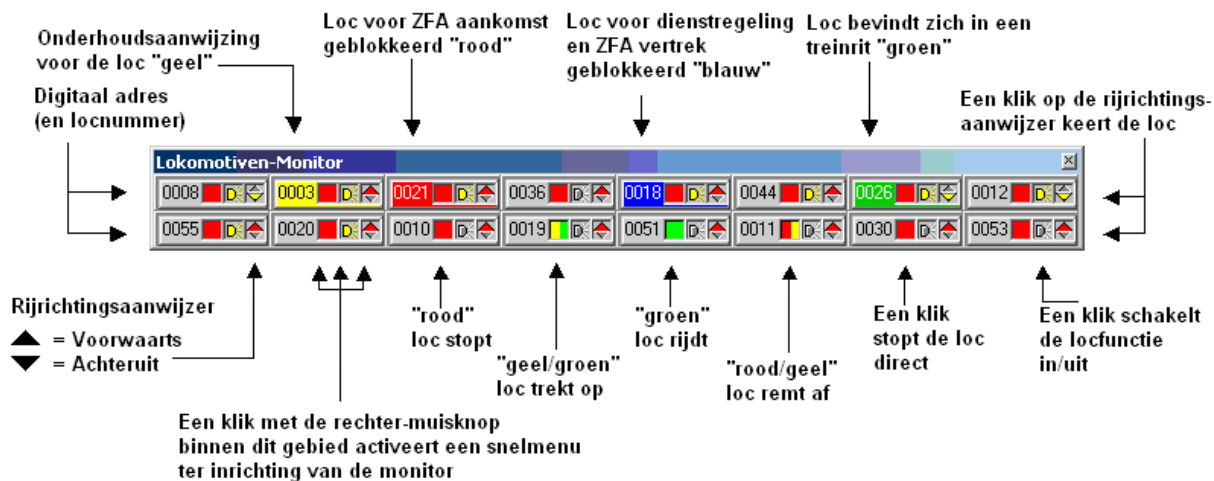 Onderhoudsaanwijzing
voor de loc "geel"
Loc voor ZFA aankomst
geblokkeerd "rood"
Loc voor dienstregeling
en ZFA vertrek
geblokkeerd "blauw"
Loc bevindt zich in een
treinrit "groen"
Digitaal adres
(en locnummer)
Een klik op de rijrichtings-
aanwijzer keert de loc
Lokomotiven-Monitor
0008 D 0003 D 0021 D 0036 D 0018 D 0044 D 0026 D 0012 D
0055 D 0020 D 0010 D 0019 D 0051 D 0011 D 0030 D 0053 D
Rijrichtingsaanwijzer
= Voorwaarts
= Achteruit
"rood"
loc stopt
"geel/groen"
loc trekt op
"groen"
loc rijdt
"rood/geel"
loc remt af
Een klik
stopt de loc
direct
Een klik schakelt
de locfunctie
in/uit
Een klik met de rechter-muisknop
binnen dit gebied activeert een snelmenu
ter inrichting van de monitor